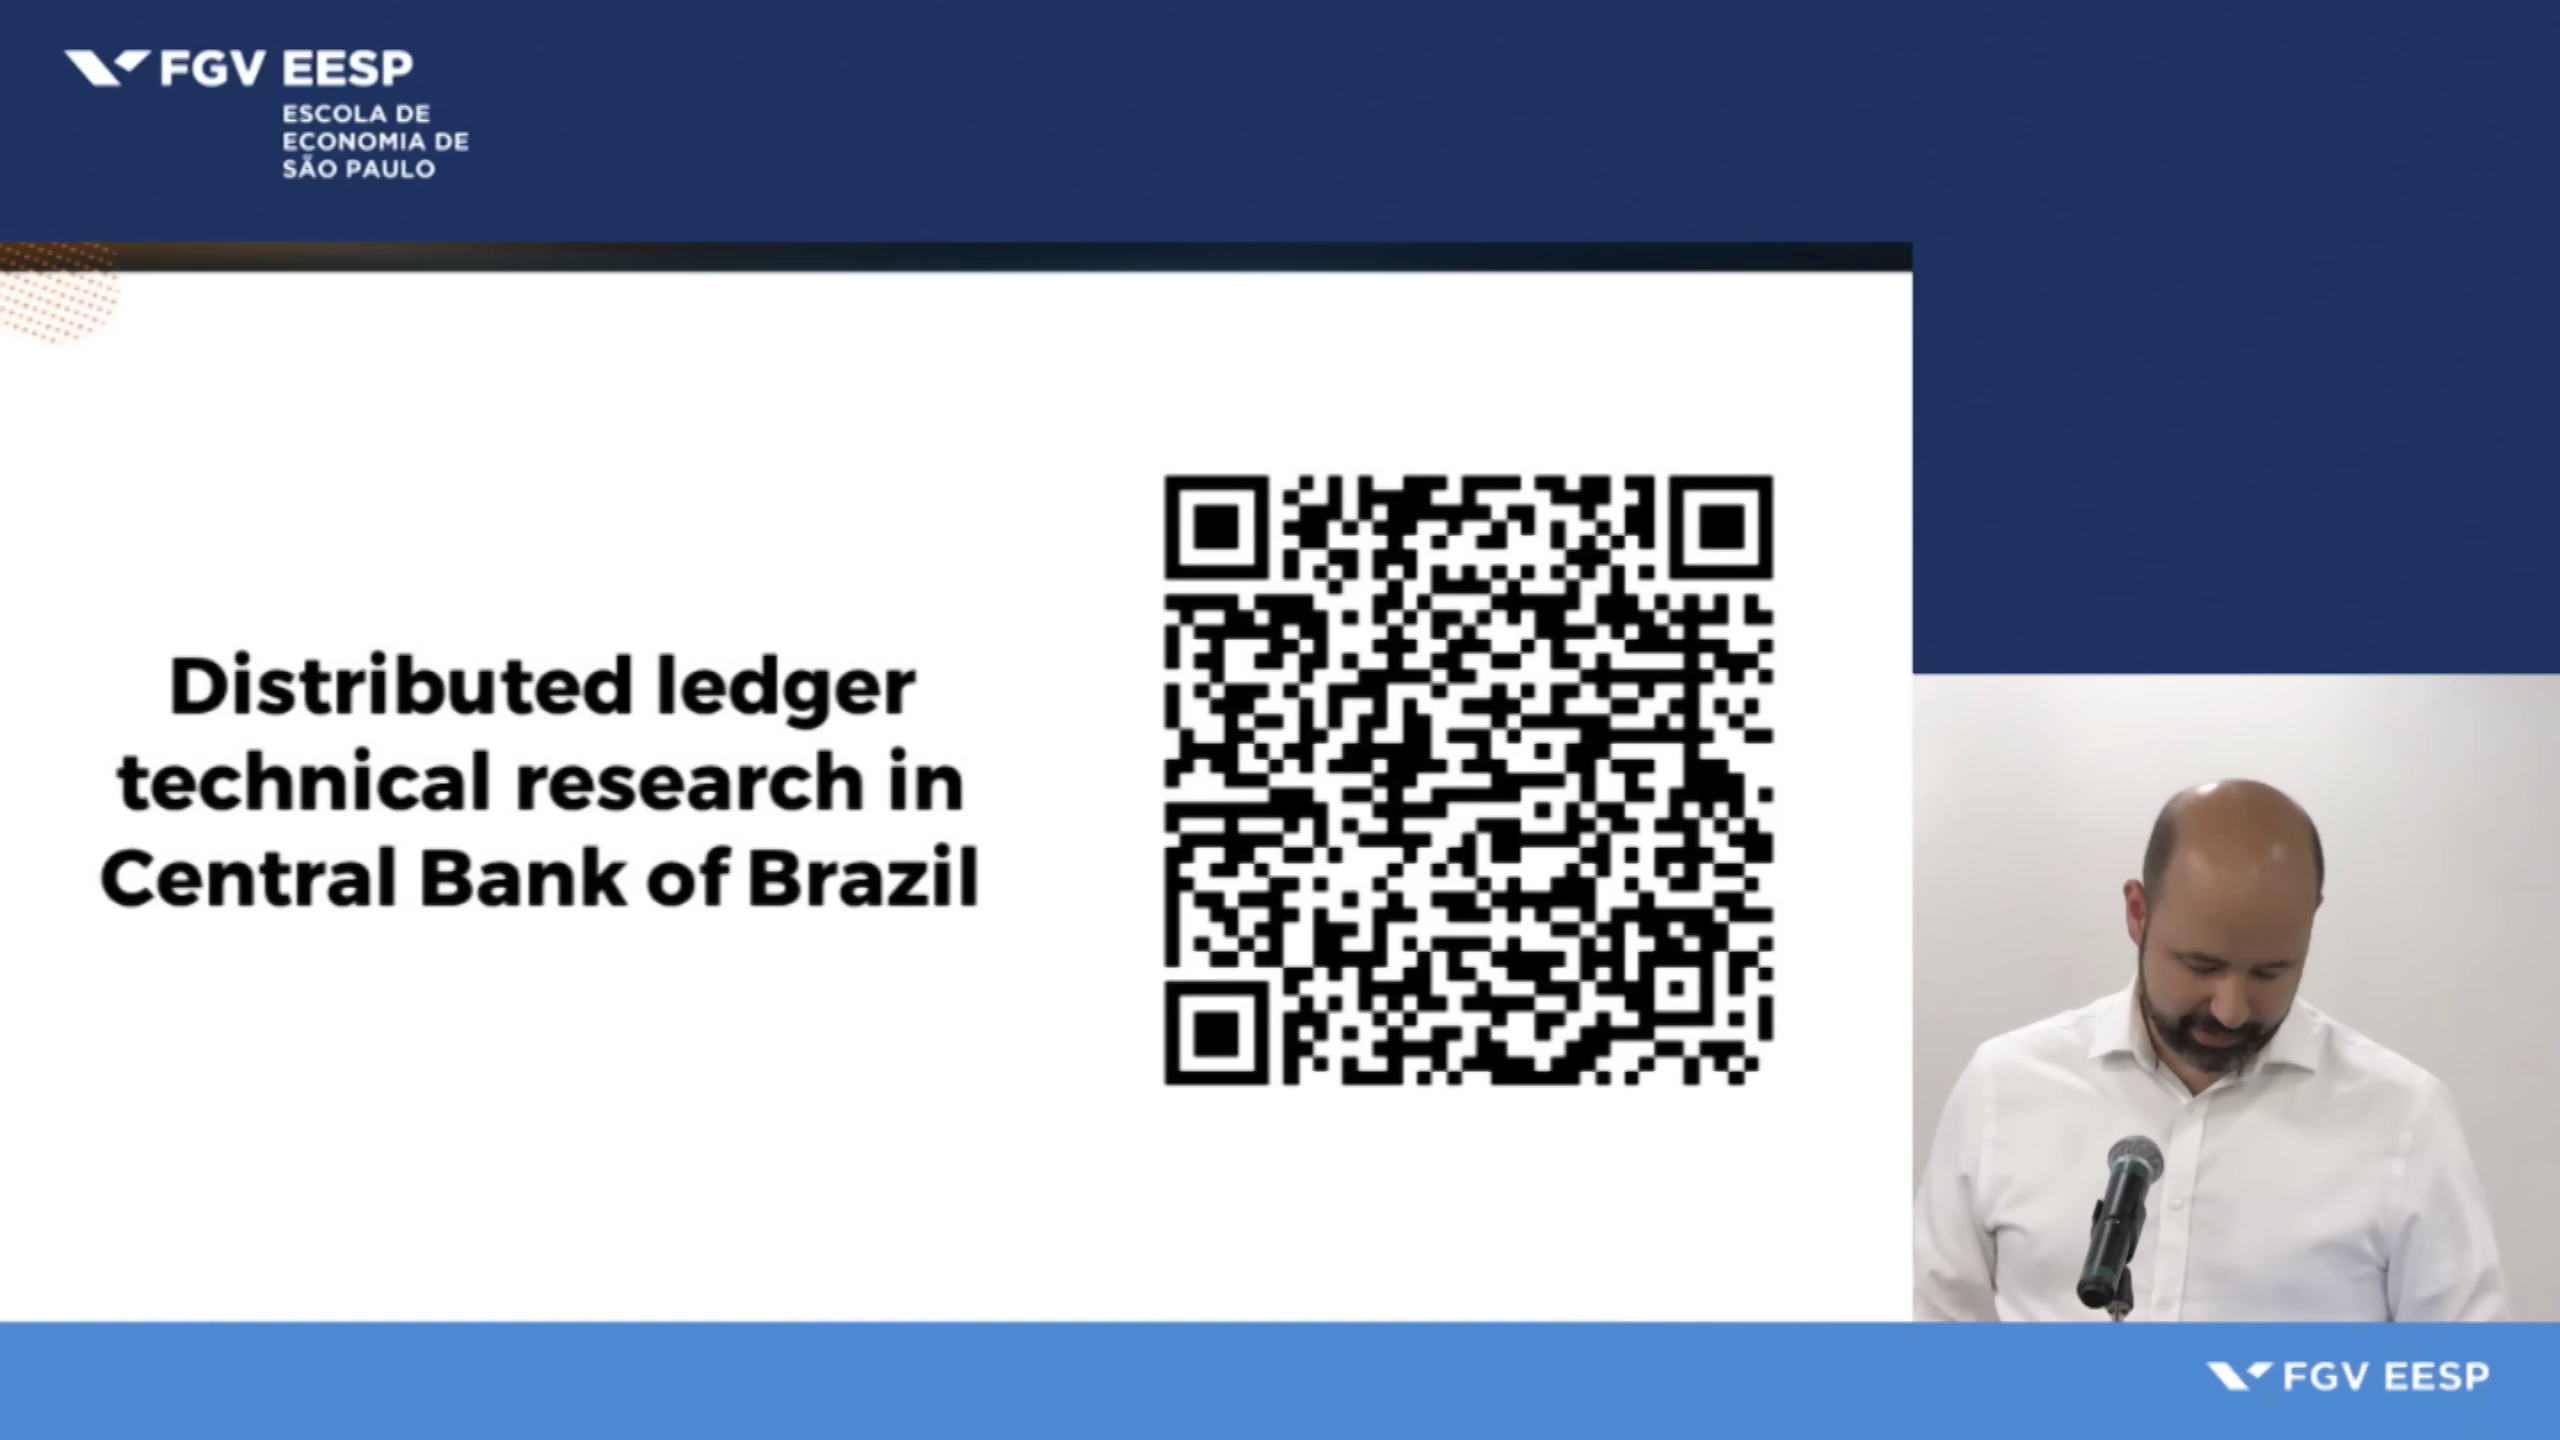 FGV EESP
ESCOLA DE
ECONOMIA DE
SÃO PAULO
Distributed ledger
technical research in
Central Bank of Brazil
FGV EESP